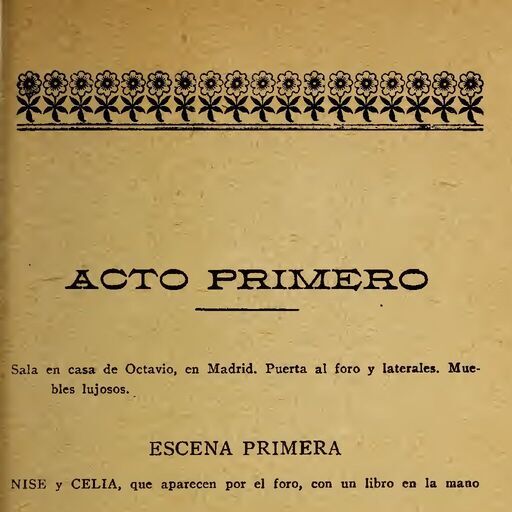 ACTO PRIMERO
Sala en casa de Octavio, en Madrid. Puerta al foro y laterales. Mue-
bles lujosos.
ESCENA PRIMERA
NISE y CELIA, que aparecen por el foro, con un libro en la mano